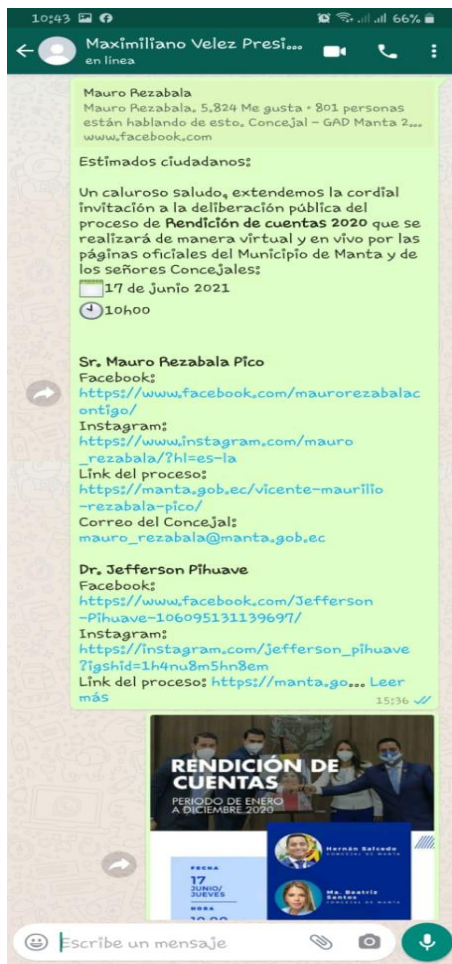 10:43 66%
Maximiliano Velez Presi...
en línea
Mauro Rezabala
Mauro Rezabala, 5,824 Me gusta · 801 personas
están hablando de esto. Concejal - GAD Manta 2...
www.facebook.com
Estimados ciudadanos:
Un caluroso saludo, extendemos la cordial
invitación a la deliberación pública del
proceso de Rendición de cuentas 2020 que se
realizará de manera virtual y en vivo por las
páginas oficiales del Municipio de Manta y de
los señores Concejales:
17 de junio 2021
10h00
Sr. Mauro Rezabala Pico
Facebook:
https://www.facebook.com/maurorezabalac
ontigo/
Instagram:
https://www.instagram.com/mauro
_rezabala/?hl=es-la
Link del proceso:
https://manta.gob.ec/vicente-maurilio
-rezabala-pico/
Correo del Concejal:
mauro_rezabala@manta.gob.ec
Dr. Jefferson Pihuave
Facebook:
https://www.facebook.com/Jefferson
-Pihuave-106095131139697/
Instagram:
https://instagram.com/jefferson_pihuave
?igshid=1h4nu8m5hn8em
Link del proceso: https://manta.go... Leer
más
15:36
RENDICIÓN DE
CUENTAS
PERIODO DE ENERO
A DICIEMBRE 2020
FECHA
17
JUNIO/
JUEVES
HORA
10:00
Hernán Salcedo
CONCEJAL DE MANTA
Ma. Beatriz
Santos
CONCEJAL DE MANTA
Escribe un mensaje